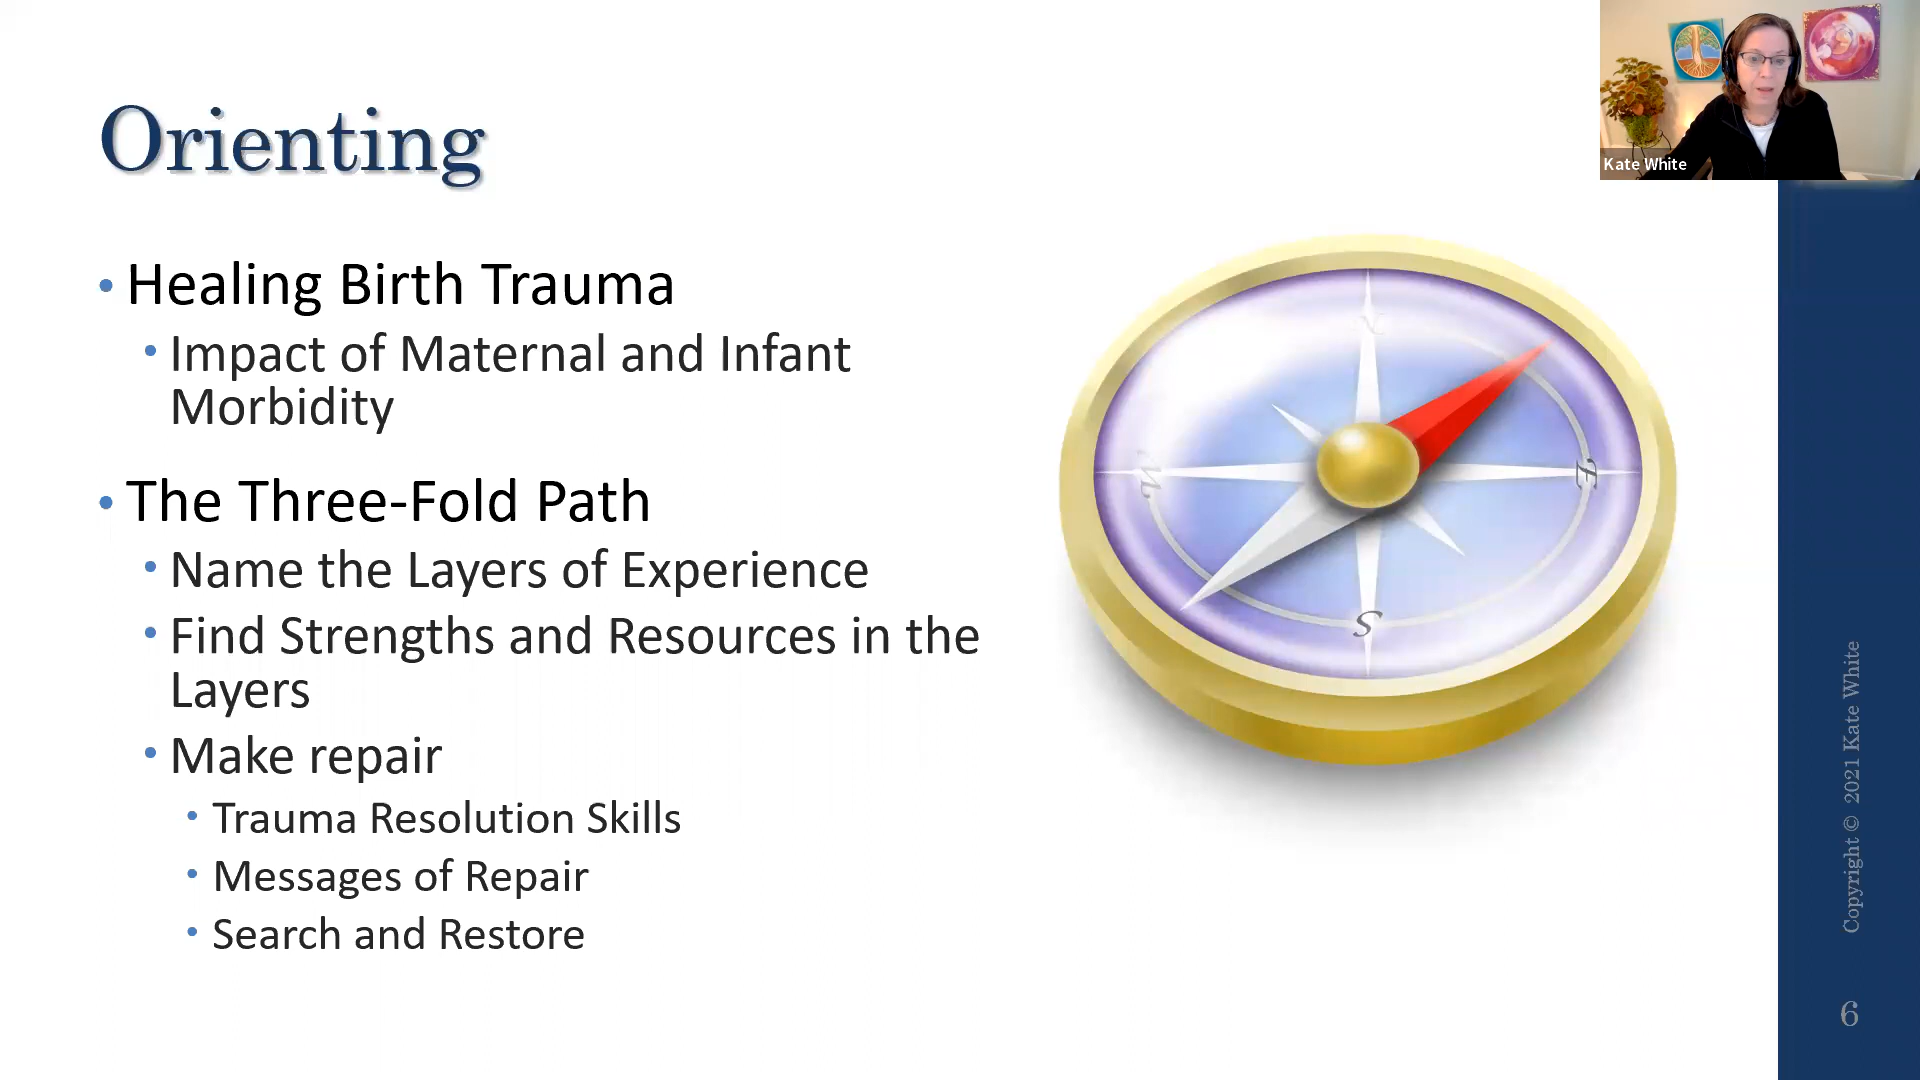 Orienting
• Healing Birth Trauma
• Impact of Maternal and Infant
Morbidity
• The Three-Fold Path
• Name the Layers of Experience
• Find Strengths and Resources in the
Layers
• Make repair
• Trauma Resolution Skills
• Messages of Repair
• Search and Restore
N
W
E
S
Kate White
Copyright © 2021 Kate White
6